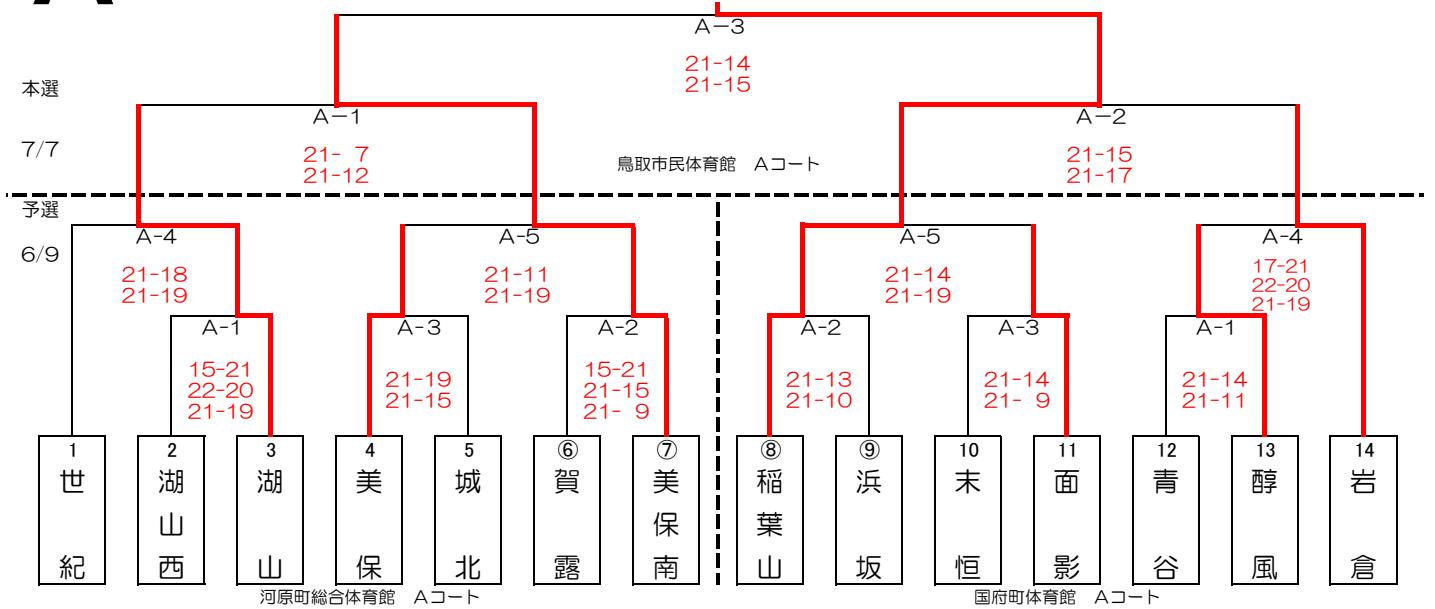 A－3
21-14
21-15
本選
7/7
A－1
21- 7
21-12
鳥取市民体育館　Aコート
A－2
21-15
21-17
予選
6/9
A-4
21-18
21-19
A-5
21-11
21-19
A-5
21-14
21-19
A-4
17-21
22-20
21-19
A-1
15-21
22-20
21-19
A-3
21-19
21-15
A-2
15-21
21-15
21- 9
A-2
21-13
21-10
A-3
21-14
21- 9
A-1
21-14
21-11
1
世紀
2
湖山西
3
湖山
4
美保
5
城北
⑥
賀露
⑦
美保南
⑧
稲葉山
⑨
浜坂
10
末恒
11
面影
12
青谷
13
醇風
14
岩倉
河原町総合体育館　Aコート
国府町体育館　Aコート